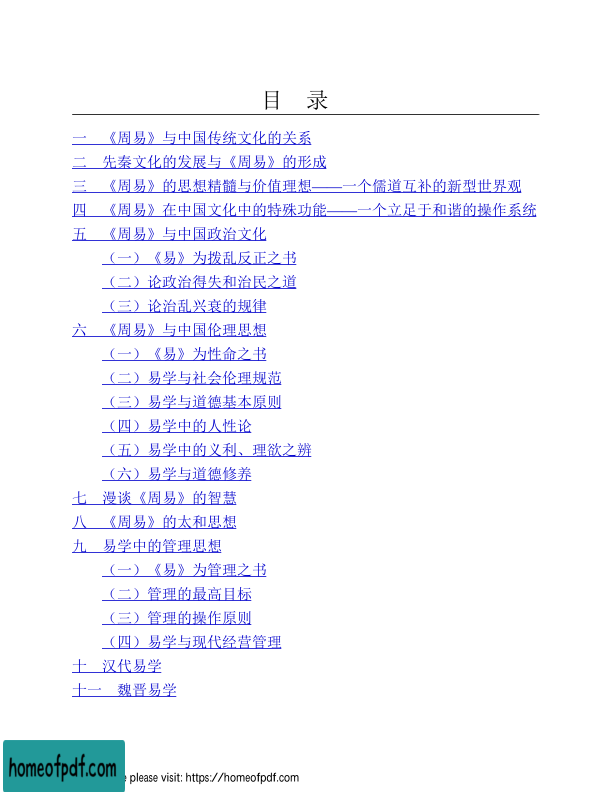 目 录
一 《周易》与中国传统文化的关系
二 先秦文化的发展与《周易》的形成
三 《周易》的思想精髓与价值理想——一个儒道互补的新型世界观
四 《周易》在中国文化中的特殊功能——一个立足于和谐的操作系统
五 《周易》与中国政治文化
（一）《易》为拨乱反正之书
（二）论政治得失和治民之道
（三）论治乱兴衰的规律
六 《周易》与中国伦理思想
（一）《易》为性命之书
（二）易学与社会伦理规范
（三）易学与道德基本原则
（四）易学中的人性论
（五）易学中的义利、理欲之辨
（六）易学与道德修养
七 漫谈《周易》的智慧
八 《周易》的太和思想
九 易学中的管理思想
（一）《易》为管理之书
（二）管理的最高目标
（三）管理的操作原则
（四）易学与现代经营管理
十 汉代易学
十一 魏晋易学
homeofpdf.com
e please visit: https://homeofpdf.com